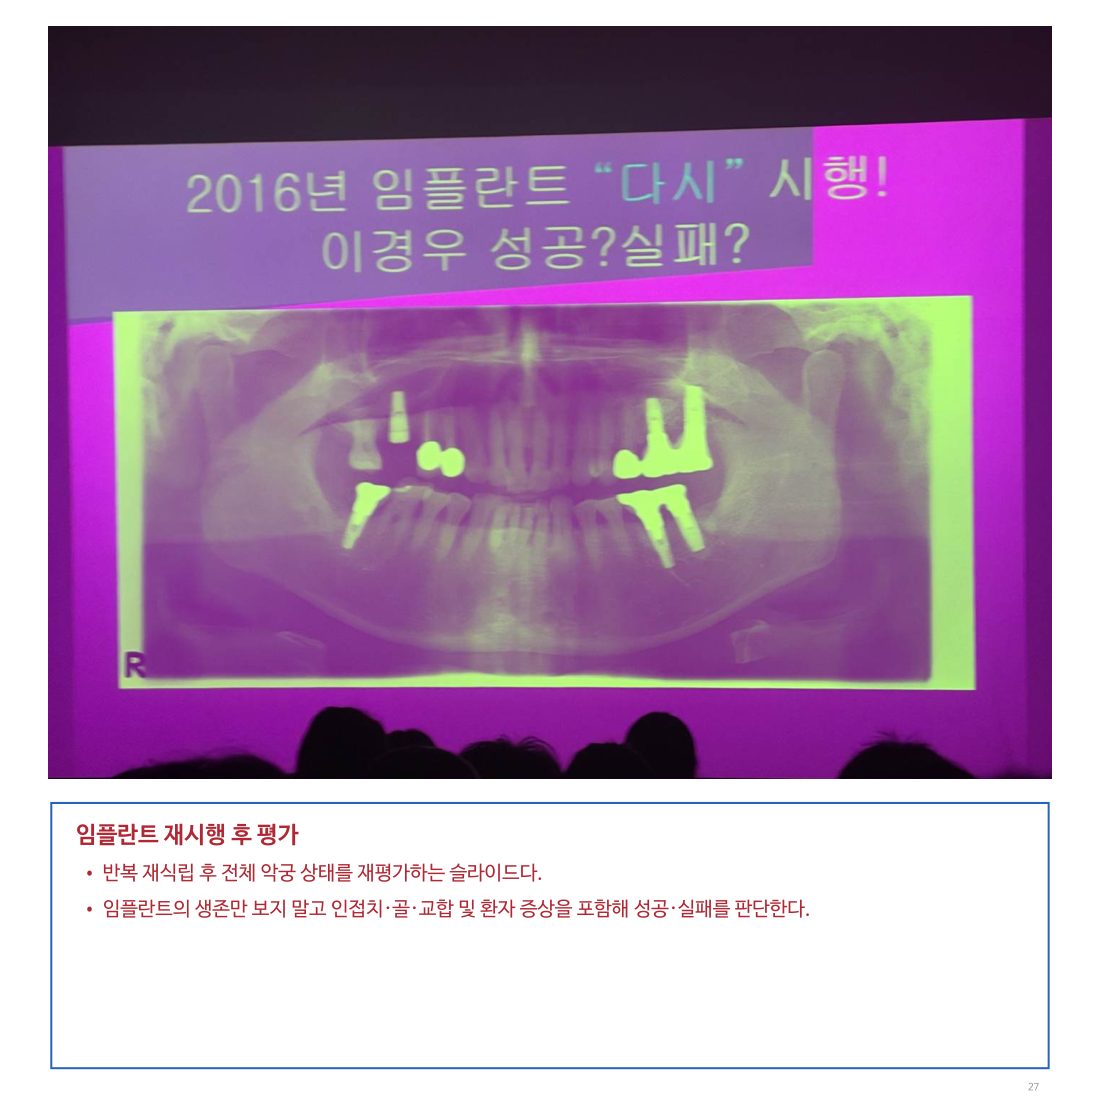 2016년 임플란트 “다시” 시행!
이경우 성공?실패?
R
임플란트 재시행 후 평가
• 반복 재식립 후 전체 악궁 상태를 재평가하는 슬라이드다.
• 임플란트의 생존만 보지 말고 인접치·골·교합 및 환자 증상을 포함해 성공·실패를 판단한다.
27